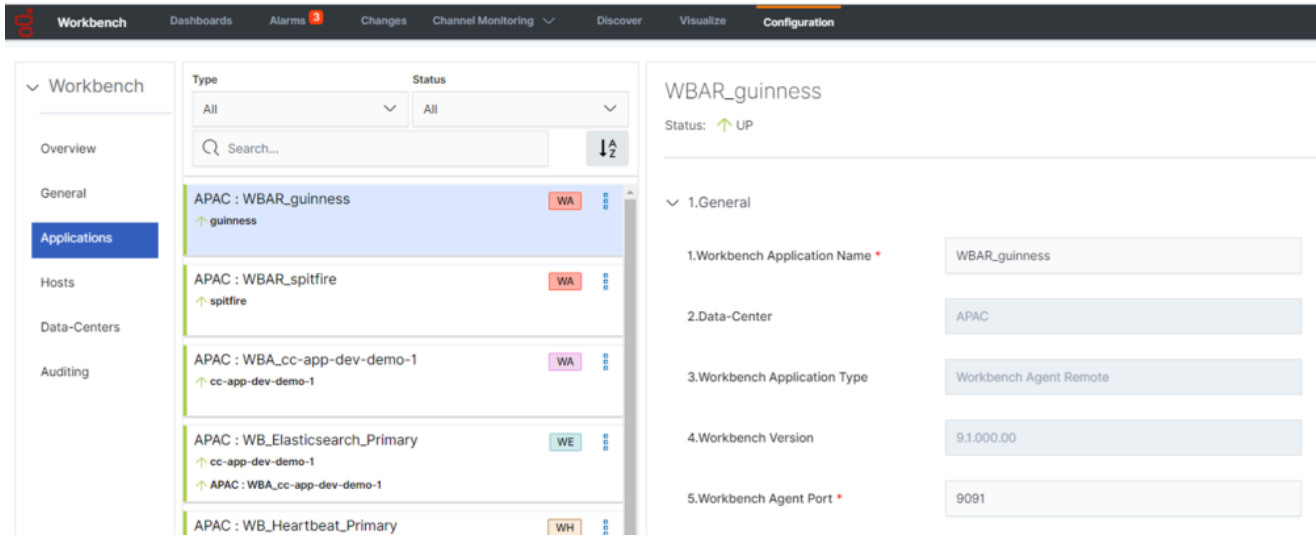 Workbench Dashboards Alarms 3 Changes Channel Monitoring Discover Visualize Configuration
Workbench
Overview
General
Applications
Hosts
Data-Centers
Auditing
Type Status
All All
Search...
APAC : WBAR_guinness WA
guinness
APAC : WBAR_spitfire WA
spitfire
APAC : WBA_cc-app-dev-demo-1 WA
cc-app-dev-demo-1
APAC : WB_Elasticsearch_Primary WE
cc-app-dev-demo-1
APAC : WBA_cc-app-dev-demo-1
APAC : WB_Heartbeat_Primary WH
WBAR_guinness
Status: UP
1.General
1.Workbench Application Name * WBAR_guinness
2.Data-Center APAC
3.Workbench Application Type Workbench Agent Remote
4.Workbench Version 9.1.000.00
5.Workbench Agent Port * 9091